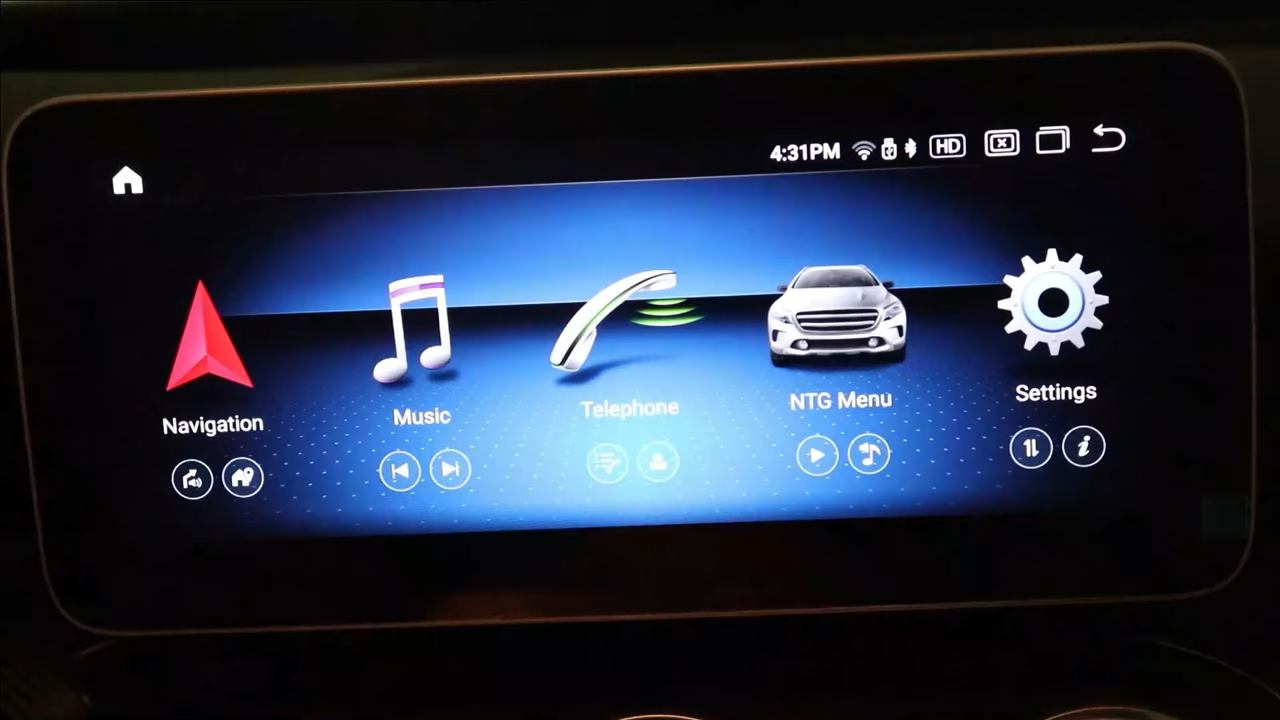 4:31PM
HD
Navigation
Music
Telephone
NTG Menu
Settings